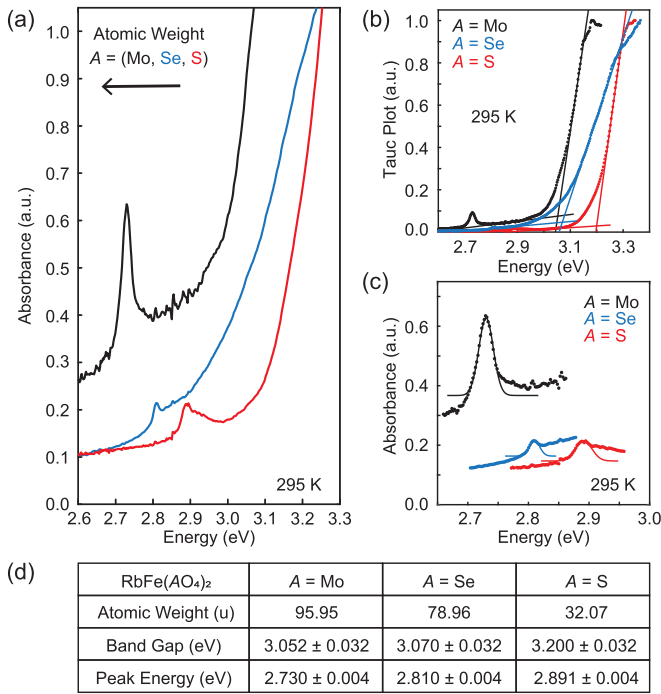 (a)
Atomic Weight
A = (Mo, Se, S)
1.0
0.9
0.8
0.7
0.6
0.5
0.4
0.3
0.2
0.1
0.0
Absorbance (a.u.)
295 K
2.6 2.7 2.8 2.9 3.0 3.1 3.2 3.3
Energy (eV)
(b)
A = Mo
A = Se
A = S
295 K
1.0
0.8
0.6
0.4
0.2
0.0
Tauc Plot (a.u.)
2.7 2.9 3.1 3.3
Energy (eV)
(c)
A = Mo
A = Se
A = S
0.6
0.4
0.2
0.0
Absorbance (a.u.)
295 K
2.7 2.8 2.9 3.0
Energy (eV)
(d)
RbFe(AO₄)₂ A = Mo A = Se A = S
Atomic Weight (u) 95.95 78.96 32.07
Band Gap (eV) 3.052 ± 0.032 3.070 ± 0.032 3.200 ± 0.032
Peak Energy (eV) 2.730 ± 0.004 2.810 ± 0.004 2.891 ± 0.004